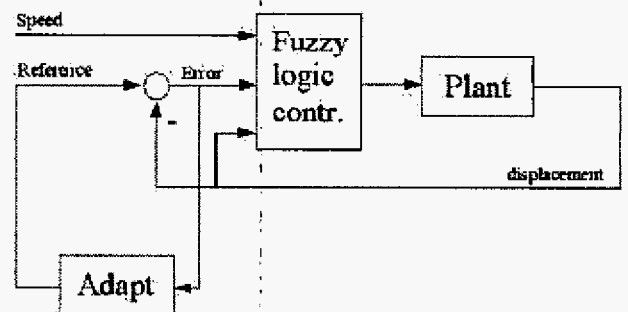 Speed
Reference
Error
Fuzzy
logic
contr.
Plant
-
displacement
Adapt